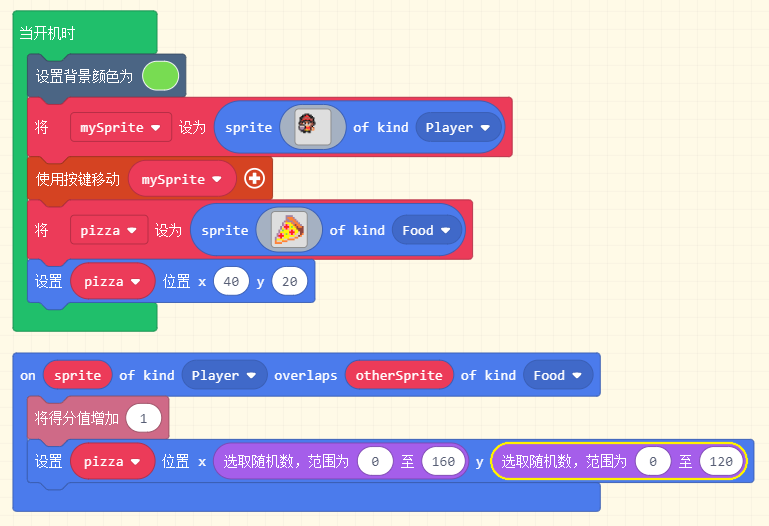 当开机时
设置背景颜色为
将 mySprite 设为 sprite of kind Player
使用按键移动 mySprite
将 pizza 设为 sprite of kind Food
设置 pizza 位置 x 40 y 20
on sprite of kind Player overlaps otherSprite of kind Food
将得分值增加 1
设置 pizza 位置 x 选取随机数，范围为 0 至 160 y 选取随机数，范围为 0 至 120